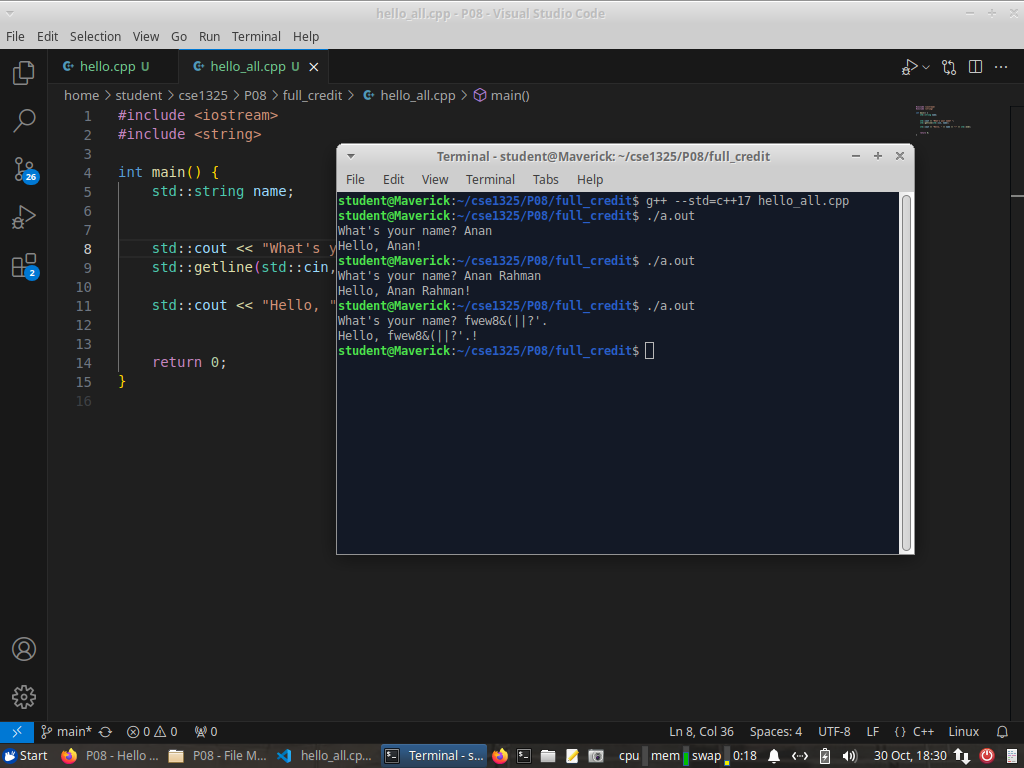 hello_all.cpp - P08 - Visual Studio Code
File Edit Selection View Go Run Terminal Help
hello.cpp U hello_all.cpp U
home > student > cse1325 > P08 > full_credit > hello_all.cpp > main()
1 #include <iostream>
2 #include <string>
3
4 int main() {
5 std::string name;
6
7
8 std::cout << "What's y
9 std::getline(std::cin,
10
11 std::cout << "Hello, "
12
13
14 return 0;
15 }
16
26
2
Terminal - student@Maverick: ~/cse1325/P08/full_credit
File Edit View Terminal Tabs Help
student@Maverick:~/cse1325/P08/full_credit$ g++ --std=c++17 hello_all.cpp
student@Maverick:~/cse1325/P08/full_credit$ ./a.out
What's your name? Anan
Hello, Anan!
student@Maverick:~/cse1325/P08/full_credit$ ./a.out
What's your name? Anan Rahman
Hello, Anan Rahman!
student@Maverick:~/cse1325/P08/full_credit$ ./a.out
What's your name? fwew8&(||?'.
Hello, fwew8&(||?'.!
student@Maverick:~/cse1325/P08/full_credit$
main* 0 0 0 Ln 8, Col 36 Spaces: 4 UTF-8 LF {} C++ Linux
Start P08 - Hello ... P08 - File M... hello_all.cp... Terminal - s... cpu mem swap 0:18 30 Oct, 18:30